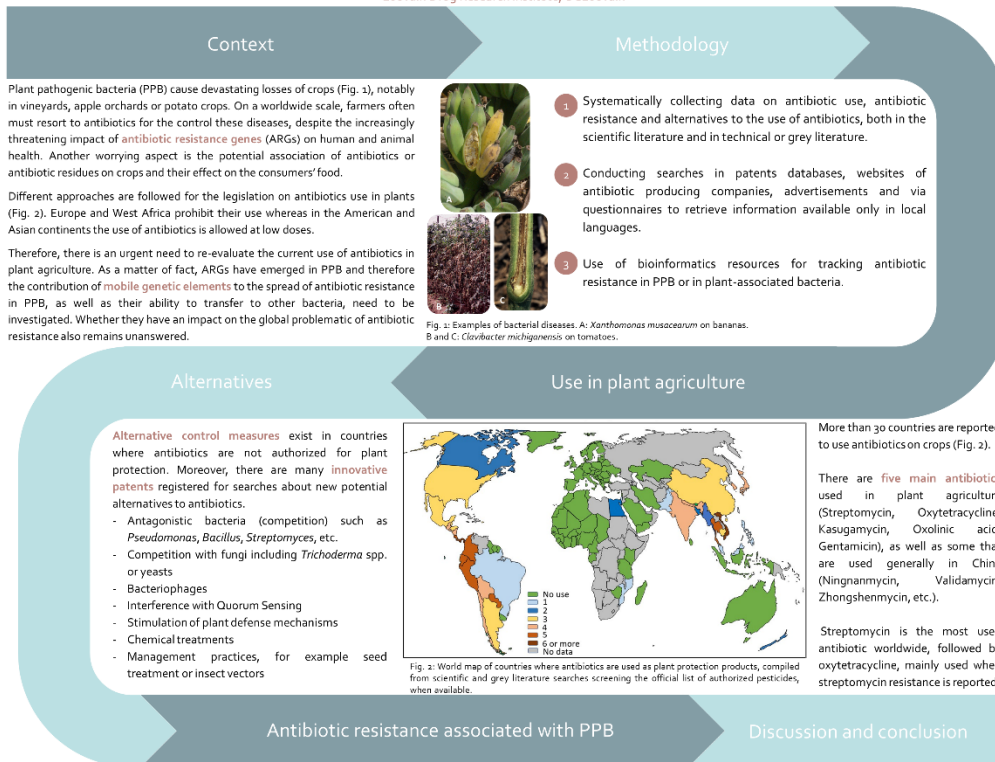 Context
Methodology
Plant pathogenic bacteria (PPB) cause devastating losses of crops (Fig. 1), notably
in vineyards, apple orchards or potato crops. On a worldwide scale, farmers often
must resort to antibiotics for the control these diseases, despite the increasingly
threatening impact of antibiotic resistance genes (ARGs) on human and animal
health. Another worrying aspect is the potential association of antibiotics or
antibiotic residues on crops and their effect on the consumers' food.
Different approaches are followed for the legislation on antibiotics use in plants
(Fig. 2). Europe and West Africa prohibit their use whereas in the American and
Asian continents the use of antibiotics is allowed at low doses.
Therefore, there is an urgent need to re-evaluate the current use of antibiotics in
plant agriculture. As a matter of fact, ARGs have emerged in PPB and therefore
the contribution of mobile genetic elements to the spread of antibiotic resistance
in PPB, as well as their ability to transfer to other bacteria, need to be
investigated. Whether they have an impact on the global problematic of antibiotic
resistance also remains unanswered.
A
B
C
Fig. 1: Examples of bacterial diseases. A: Xanthomonas musacearum on bananas.
B and C: Clavibacter michiganensis on tomatoes.
1 Systematically collecting data on antibiotic use, antibiotic
resistance and alternatives to the use of antibiotics, both in the
scientific literature and in technical or grey literature.
2 Conducting searches in patents databases, websites of
antibiotic producing companies, advertisements and via
questionnaires to retrieve information available only in local
languages.
3 Use of bioinformatics resources for tracking antibiotic
resistance in PPB or in plant-associated bacteria.
Alternatives
Use in plant agriculture
Alternative control measures exist in countries
where antibiotics are not authorized for plant
protection. Moreover, there are many innovative
patents registered for searches about new potential
alternatives to antibiotics.
- Antagonistic bacteria (competition) such as
Pseudomonas, Bacillus, Streptomyces, etc.
- Competition with fungi including Trichoderma spp.
or yeasts
- Bacteriophages
- Interference with Quorum Sensing
- Stimulation of plant defense mechanisms
- Chemical treatments
- Management practices, for example seed
treatment or insect vectors
No use
1
2
3
4
5
6 or more
No data
Fig. 2: World map of countries where antibiotics are used as plant protection products, compiled
from scientific and grey literature searches screening the official list of authorized pesticides,
when available.
More than 30 countries are reported
to use antibiotics on crops (Fig. 2).
There are five main antibiotic
used in plant agricultur
(Streptomycin, Oxytetracycline
Kasugamycin, Oxolinic acid
Gentamicin), as well as some tha
are used generally in Chin
(Ningnanmycin, Validamycin
Zhongshenmycin, etc.).
Streptomycin is the most use
antibiotic worldwide, followed b
oxytetracycline, mainly used whe
streptomycin resistance is reported
Antibiotic resistance associated with PPB
Discussion and conclusion